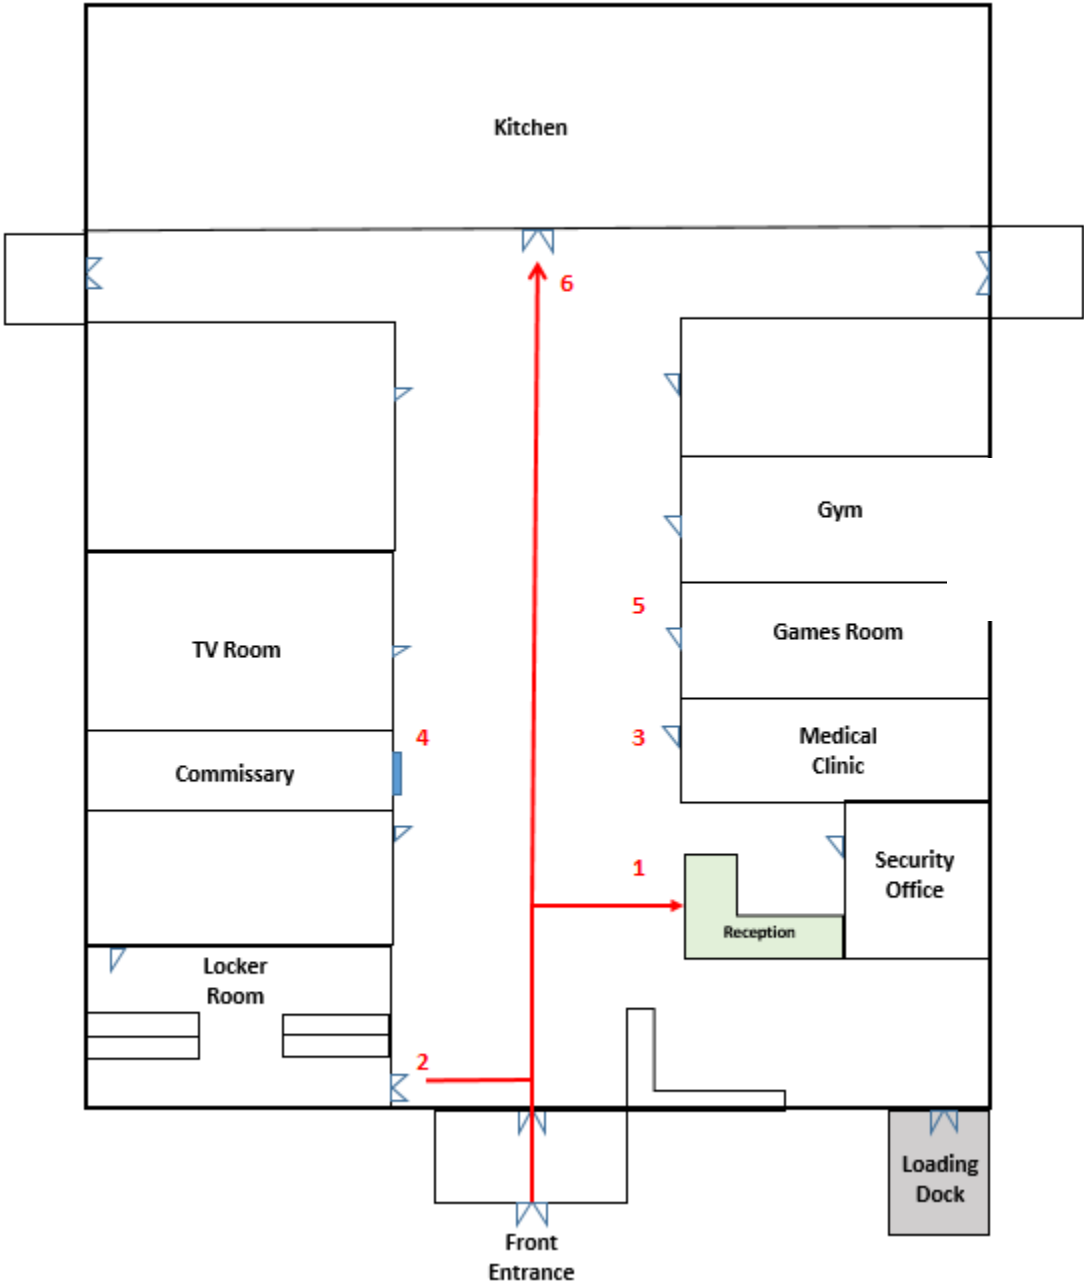 Kitchen
6
Gym
5
Games Room
TV Room
4
3
Medical
Clinic
Commissary
1
Security
Office
Reception
Locker
Room
2
Loading
Dock
Front
Entrance